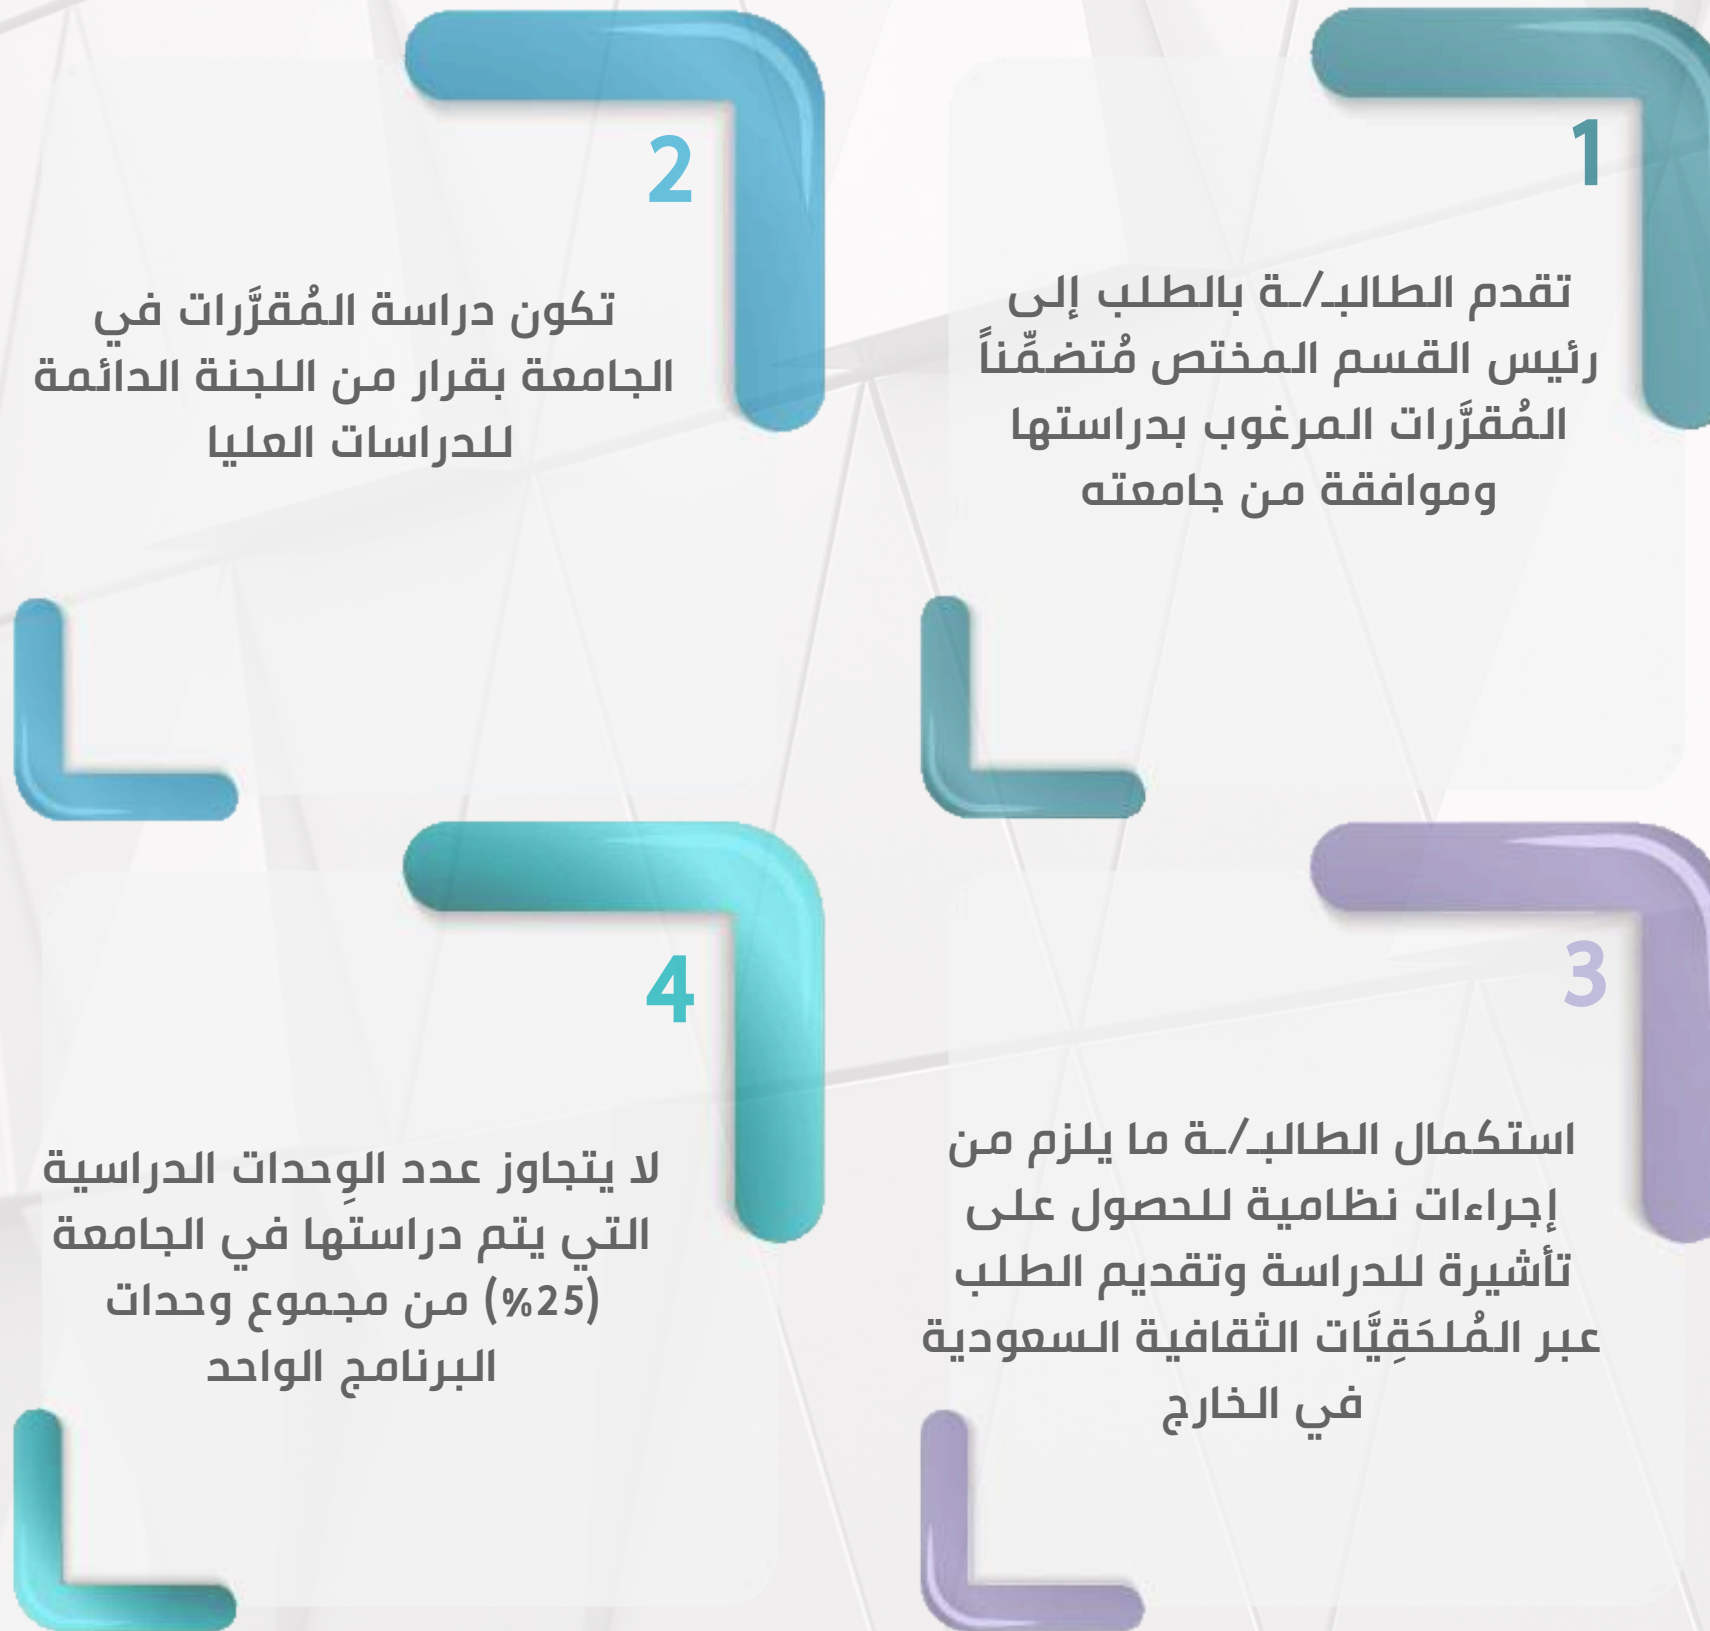 1
تقدم الطالبـ/ـة بالطلب إلى
رئيس القسم المختص مُتضمِّناً
المُقرَّرات المرغوب بدراستها
وموافقة من جامعته
2
تكون دراسة المُقرَّرات في
الجامعة بقرار من اللجنة الدائمة
للدراسات العليا
3
استكمال الطالبـ/ـة ما يلزم من
إجراءات نظامية للحصول على
تأشيرة للدراسة وتقديم الطلب
عبر المُلحَقِيَّات الثقافية السعودية
في الخارج
4
لا يتجاوز عدد الوِحدات الدراسية
التي يتم دراستها في الجامعة
(25%) من مجموع وحدات
البرنامج الواحد